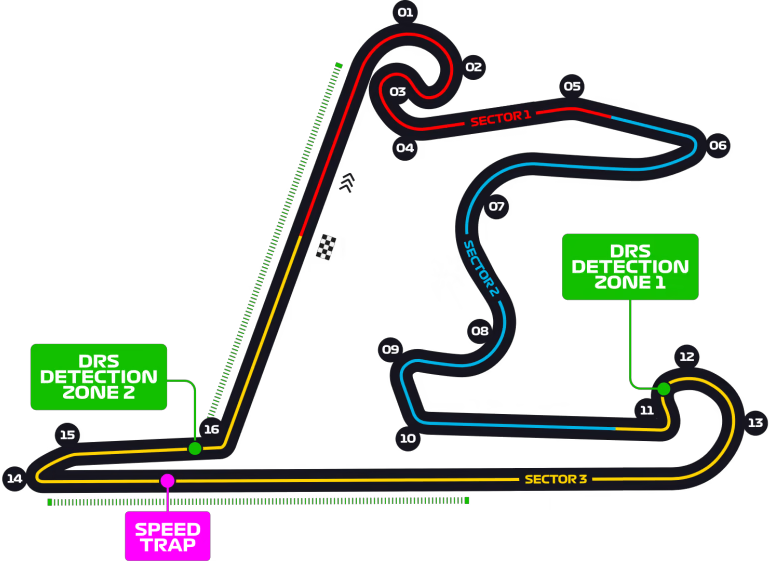 01
02
03
04
05
SECTOR 1
06
07
DRS
DETECTION
ZONE 1
SECTOR 2
08
09
10
11
12
13
DRS
DETECTION
ZONE 2
16
15
14
SECTOR 3
SPEED
TRAP